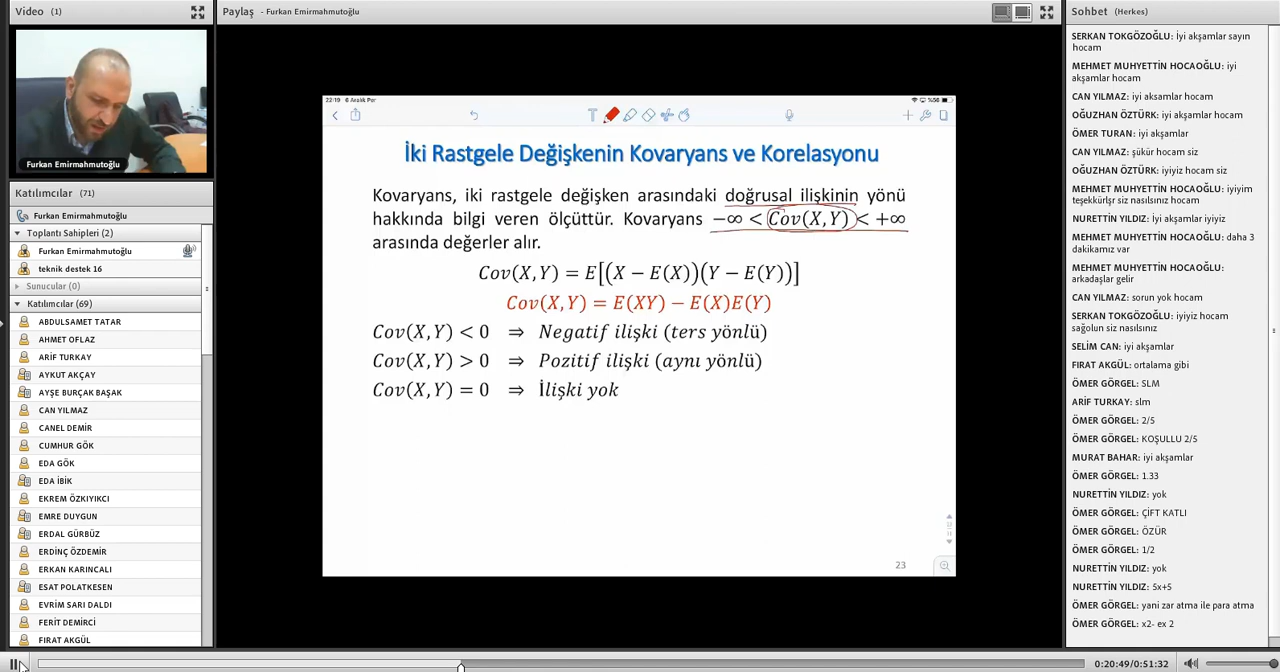 Video (1)
Furkan Emirmahmutoğlu
Katılımcılar (71)
Furkan Emirmahmutoğlu
Toplantı Sahipleri (2)
Furkan Emirmahmutoğlu
teknik destek 16
Sunucular (0)
Katılımcılar (69)
ABDULSAMET TATAR
AHMET OFLAZ
ARİF TURKAY
AYKUT AKÇAY
AYŞE BURÇAK BAŞAK
CAN YILMAZ
CANEL DEMİR
CUMHUR GÖK
EDA GÖK
EDA İBİK
EKREM ÖZKIYIKCI
EMRE DUYGUN
ERDAL GÜRBÜZ
ERDİNÇ ÖZDEMİR
ERKAN KARINCALI
ESAT POLATKESEN
EVRİM SARI DALDI
FERİT DEMİRCİ
FIRAT AKGÜL
Paylaş - Furkan Emirmahmutoğlu
22:19 6 Aralık Per
%56
İki Rastgele Değişkenin Kovaryans ve Korelasyonu
Kovaryans, iki rastgele değişken arasındaki doğrusal ilişkinin yönü
hakkında bilgi veren ölçüttür. Kovaryans −∞ < Cov(X,Y) < +∞
arasında değerler alır.
Cov(X,Y) = E[(X − E(X))(Y − E(Y))]
Cov(X,Y) = E(XY) − E(X)E(Y)
Cov(X,Y) < 0 ⇒ Negatif ilişki (ters yönlü)
Cov(X,Y) > 0 ⇒ Pozitif ilişki (aynı yönlü)
Cov(X,Y) = 0 ⇒ İlişki yok
23
Sohbet (Herkes)
SERKAN TOKGÖZOĞLU: İyi akşamlar sayın
hocam
MEHMET MUHYETTİN HOCAOĞLU: iyi
akşamlar hocam
CAN YILMAZ: iyi aksamlar hocam
OĞUZHAN ÖZTÜRK: iyi akşamlar hocam
ÖMER TURAN: iyi akşamlar
CAN YILMAZ: şükür hocam siz
OĞUZHAN ÖZTÜRK: iyiyiz hocam siz
MEHMET MUHYETTİN HOCAOĞLU: iyiyim
teşekkülrşr siz nasılsınız hocam
NURETTİN YILDIZ: İyi akşamlar iyiyiz
MEHMET MUHYETTİN HOCAOĞLU: daha 3
dakikamız var
MEHMET MUHYETTİN HOCAOĞLU:
arkadaşlar gelir
CAN YILMAZ: sorun yok hocam
SERKAN TOKGÖZOĞLU: iyiyiz hocam
sağolun siz nasılsınız
SELİM CAN: iyi akşamlar
FIRAT AKGÜL: ortalama gibi
ÖMER GÖRGEL: SLM
ARİF TURKAY: slm
ÖMER GÖRGEL: 2/5
ÖMER GÖRGEL: KOŞULLU 2/5
MURAT BAHAR: iyi akşamlar
ÖMER GÖRGEL: 1.33
NURETTİN YILDIZ: yok
ÖMER GÖRGEL: ÇİFT KATLI
ÖMER GÖRGEL: ÖZÜR
ÖMER GÖRGEL: 1/2
NURETTİN YILDIZ: yok
NURETTİN YILDIZ: 5x+5
ÖMER GÖRGEL: yani zar atma ile para atma
ÖMER GÖRGEL: x2- ex 2
0:20:49/0:51:32